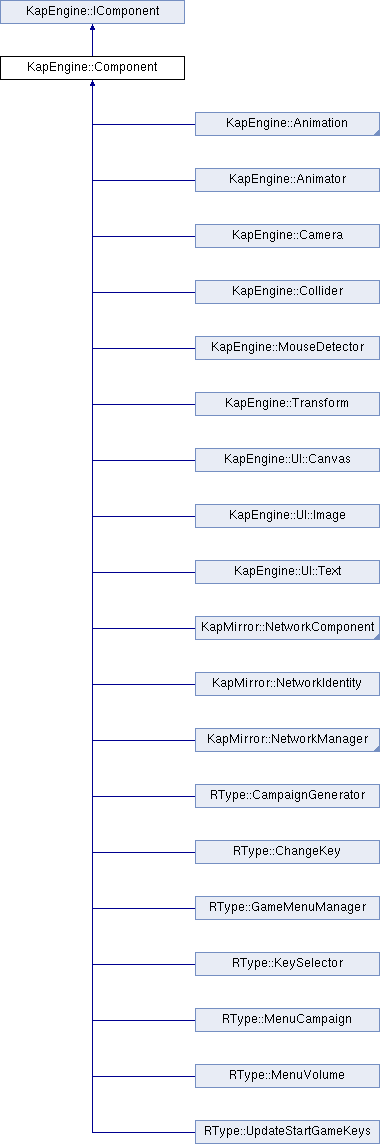 KapEngine::IComponent
KapEngine::Component
KapEngine::Animation
KapEngine::Animator
KapEngine::Camera
KapEngine::Collider
KapEngine::MouseDetector
KapEngine::Transform
KapEngine::UI::Canvas
KapEngine::UI::Image
KapEngine::UI::Text
KapMirror::NetworkComponent
KapMirror::NetworkIdentity
KapMirror::NetworkManager
RType::CampaignGenerator
RType::ChangeKey
RType::GameMenuManager
RType::KeySelector
RType::MenuCampaign
RType::MenuVolume
RType::UpdateStartGameKeys